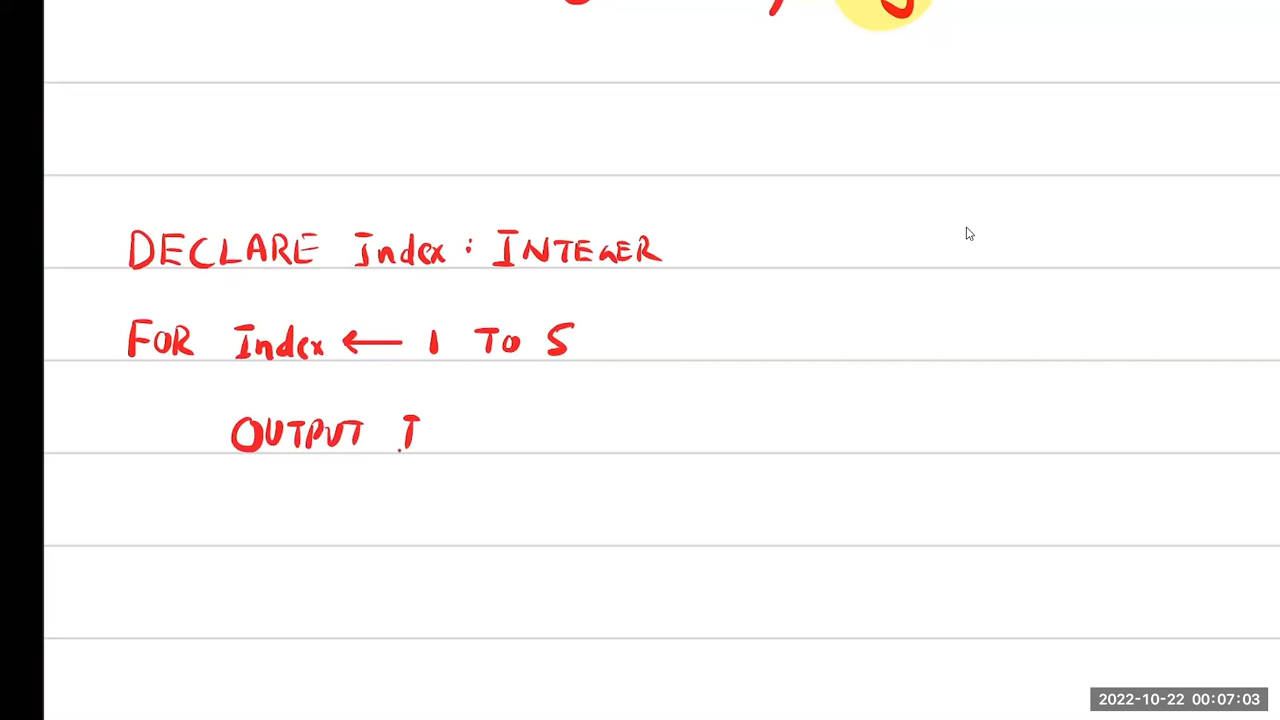 DECLARE Index : INTEGER
FOR Index ← 1 TO 5
OUTPUT I
2022-10-22 00:07:03